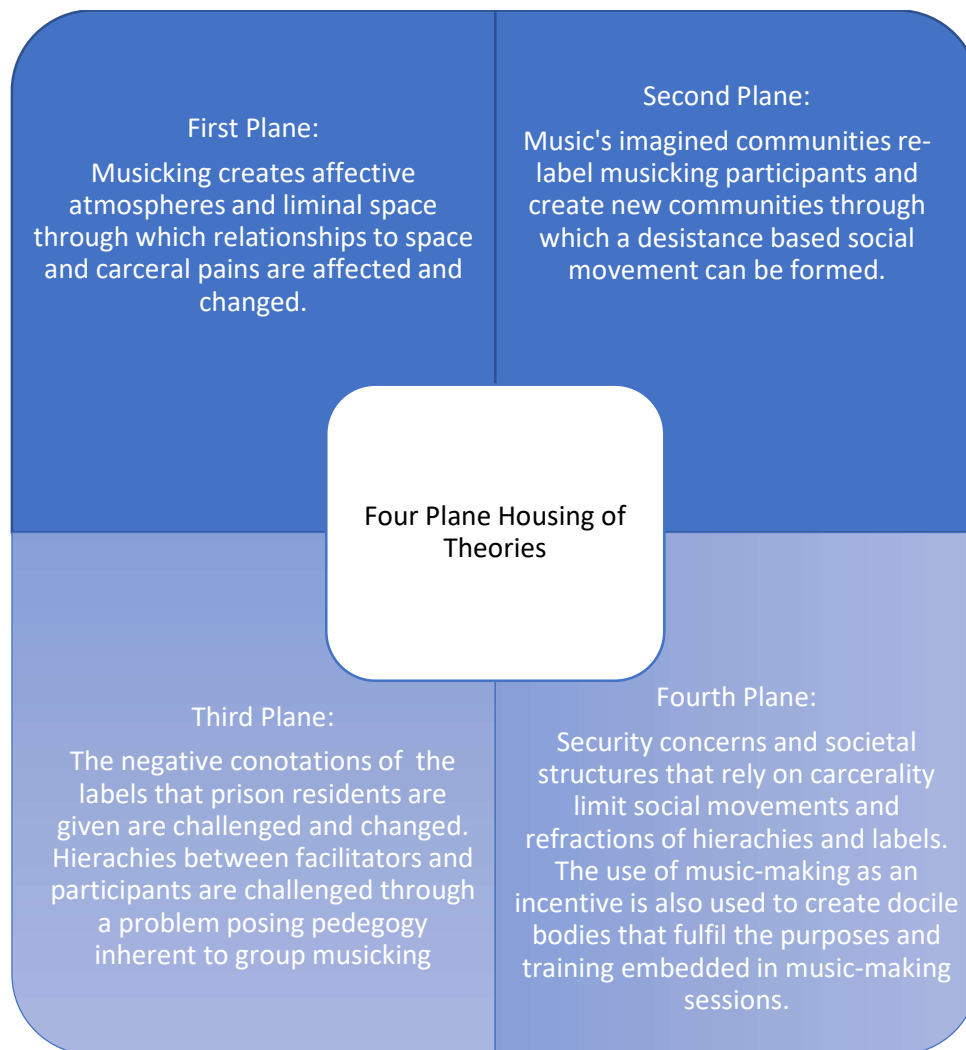 First Plane:
Musicking creates affective
atmospheres and liminal space
through which relationships to space
and carceral pains are affected and
changed.
Second Plane:
Music's imagined communities re-
label musicking participants and
create new communities through
which a desistance based social
movement can be formed.
Four Plane Housing of
Theories
Third Plane:
The negative conotations of the
labels that prison residents are
given are challenged and changed.
Hierachies between facilitators and
participants are challenged through
a problem posing pedegogy
inherent to group musicking
Fourth Plane:
Security concerns and societal
structures that rely on carcerality
limit social movements and
refractions of hierachies and labels.
The use of music-making as an
incentive is also used to create docile
bodies that fulfil the purposes and
training embedded in music-making
sessions.